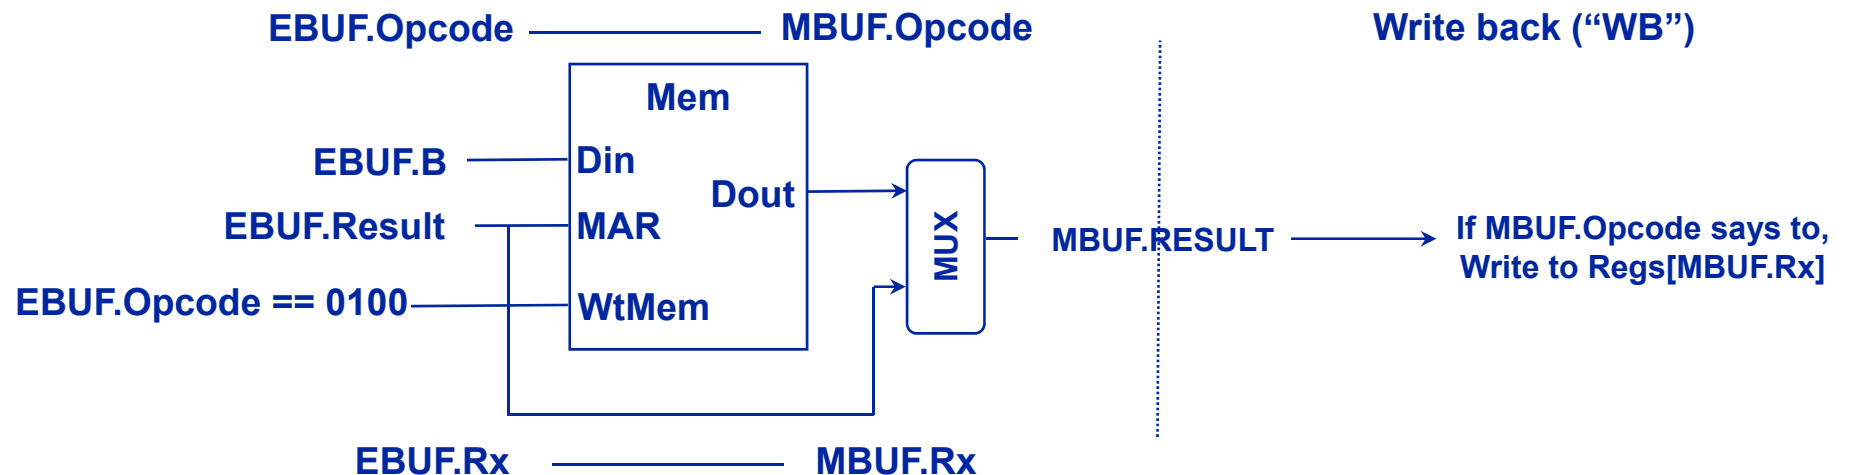 EBUF.Opcode
MBUF.Opcode
Write back (“WB”)
Mem
EBUF.B
Din
Dout
EBUF.Result
MAR
MUX
MBUF.RESULT
If MBUF.Opcode says to,
Write to Regs[MBUF.Rx]
EBUF.Opcode == 0100
WtMem
EBUF.Rx
MBUF.Rx